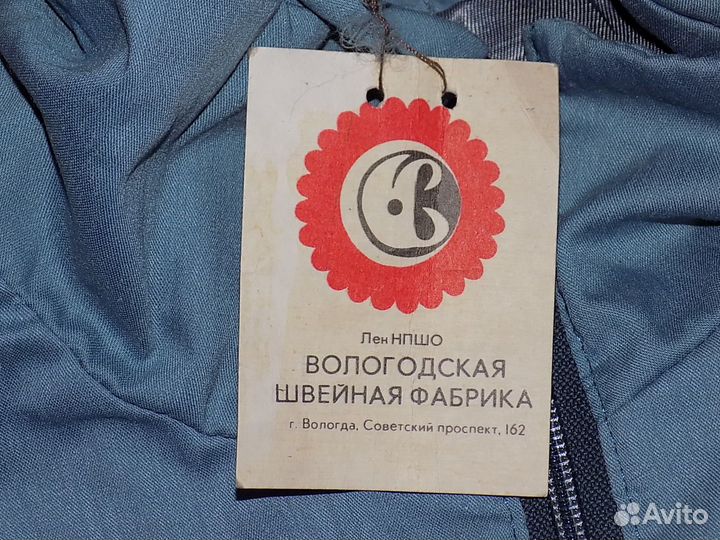 Лен НПШО
ВОЛОГОДСКАЯ
ШВЕЙНАЯ ФАБРИКА
г. Вологда, Советский проспект, 162
Avito